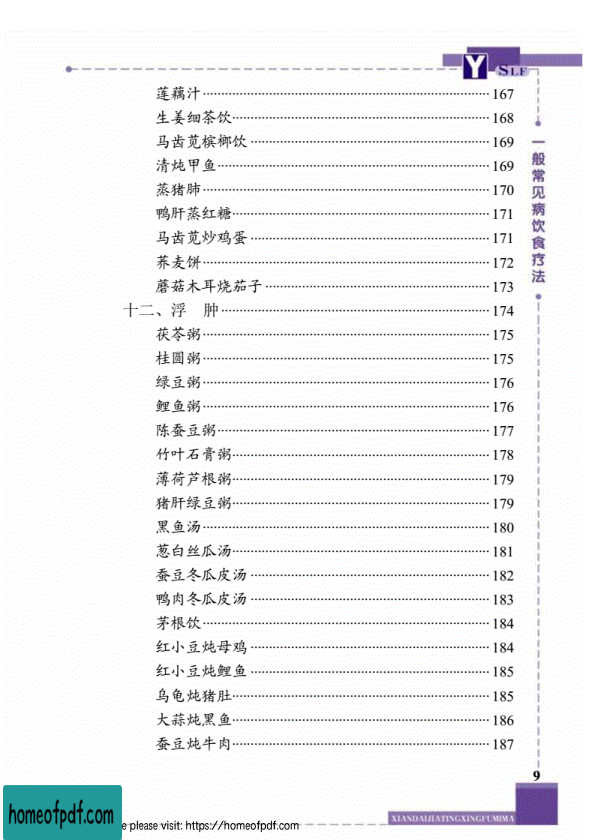 Y SLF
莲藕汁 167
生姜细茶饮 168
马齿苋槟榔饮 169
清炖甲鱼 169
蒸猪肺 170
鸭肝蒸红糖 171
马齿苋炒鸡蛋 171
荞麦饼 172
蘑菇木耳烧茄子 173
十二、浮 肿 174
茯苓粥 175
桂圆粥 175
绿豆粥 176
鲤鱼粥 176
陈蚕豆粥 177
竹叶石膏粥 178
薄荷芦根粥 179
猪肝绿豆粥 179
黑鱼汤 180
葱白丝瓜汤 181
蚕豆冬瓜皮汤 182
鸭肉冬瓜皮汤 183
茅根饮 184
红小豆炖母鸡 184
红小豆炖鲤鱼 185
乌龟炖猪肚 185
大蒜炖黑鱼 186
蚕豆炖牛肉 187
一般常见病饮食疗法
9
XIANDAIJIATINGXINGFUMIMA
homeofpdf.com
e please visit: https://homeofpdf.com